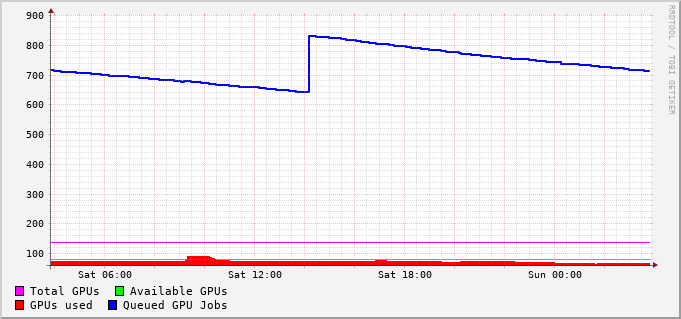 900
800
700
600
500
400
300
200
100
Sat 06:00 Sat 12:00 Sat 18:00 Sun 00:00
Total GPUs Available GPUs
GPUs used Queued GPU Jobs
RRDTOOL / TOBI OETIKER